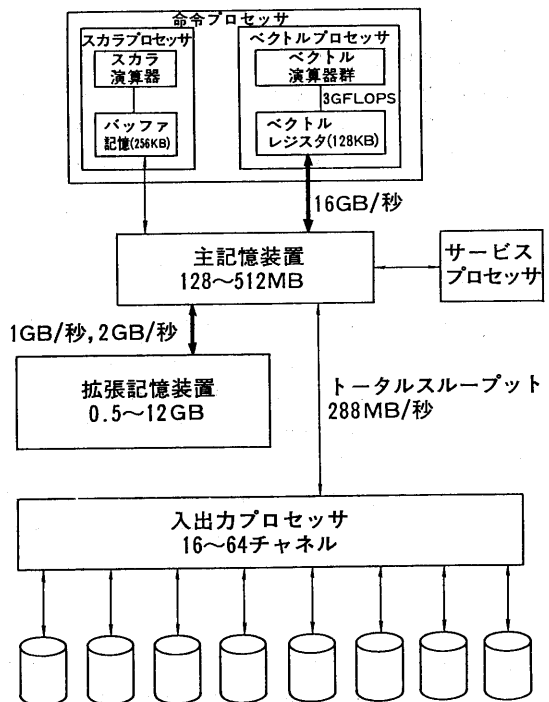 命令プロセッサ
スカラプロセッサ
スカラ
演算器
バッファ
記憶(256KB)
ベクトルプロセッサ
ベクトル
演算器群
3GFLOPS
ベクトル
レジスタ(128KB)
16GB/秒
主記憶装置
128〜512MB
サービス
プロセッサ
1GB/秒,2GB/秒
拡張記憶装置
0.5〜12GB
トータルスループット
288MB/秒
入出力プロセッサ
16〜64チャネル